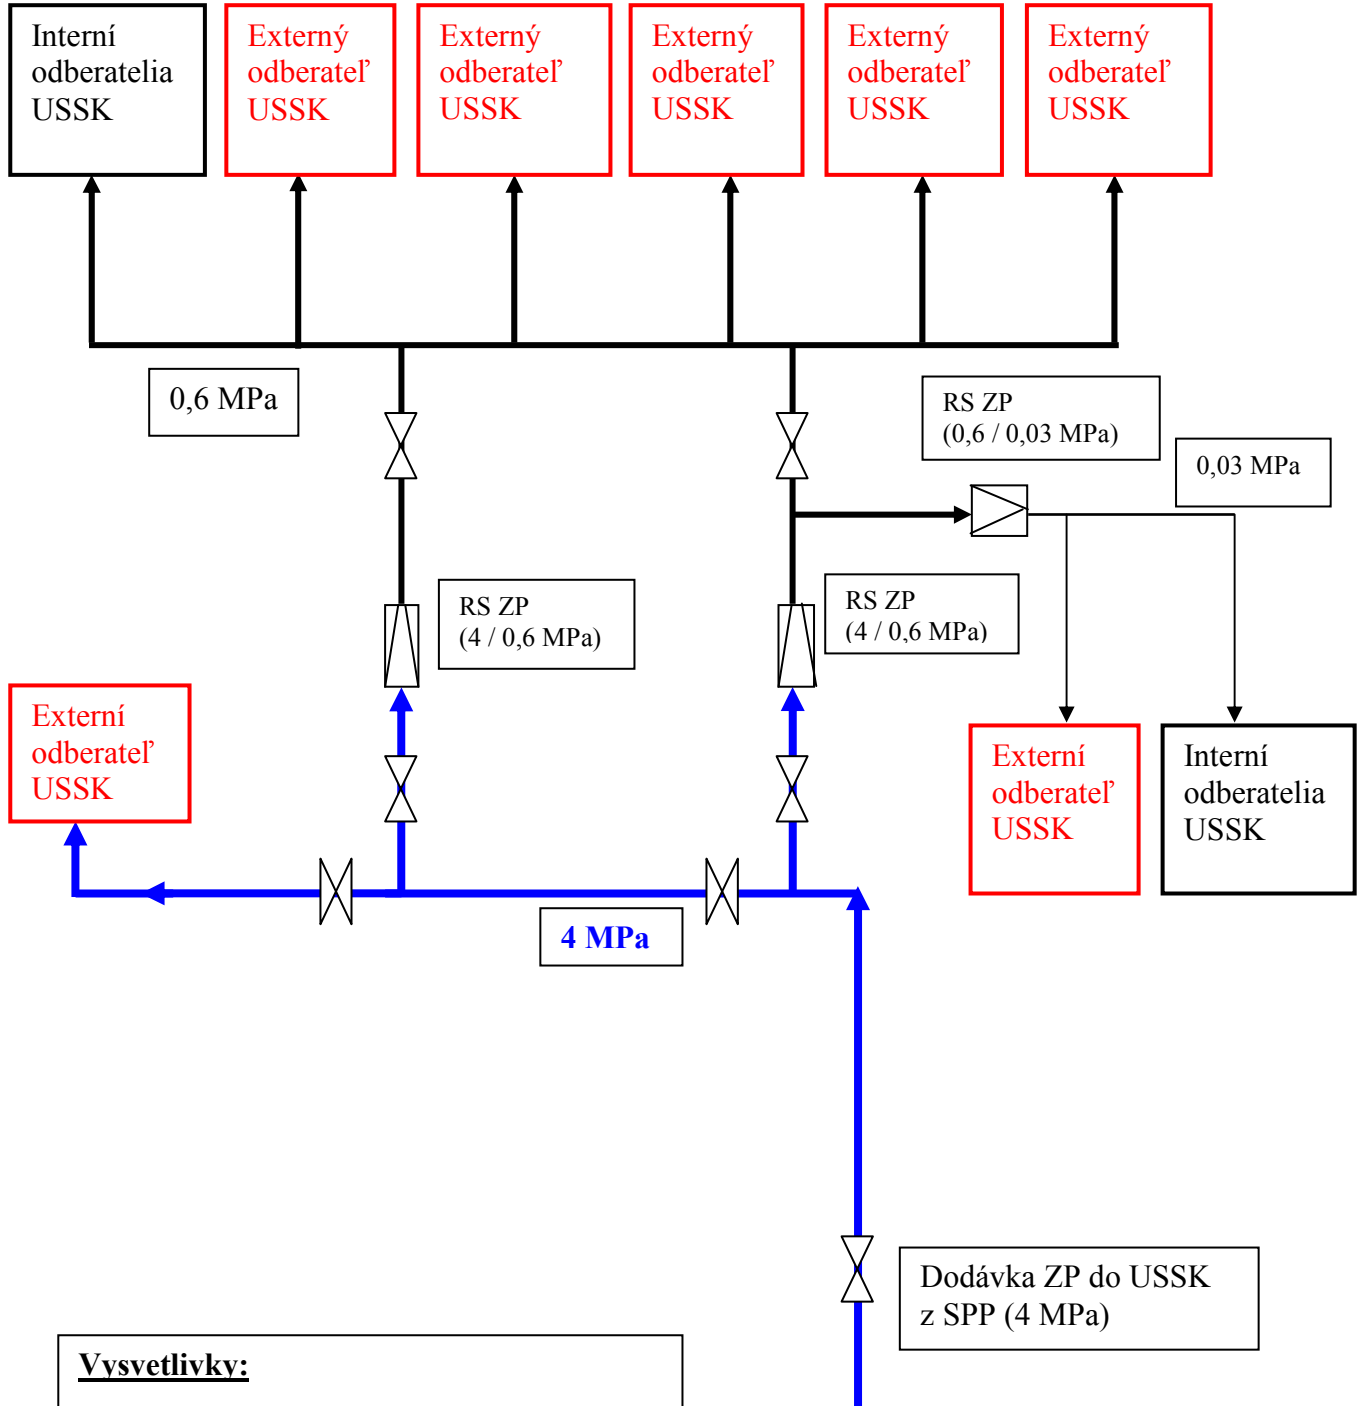 Interní
odberatelia
USSK
Externý
odberateľ
USSK
Externý
odberateľ
USSK
Externý
odberateľ
USSK
Externý
odberateľ
USSK
Externý
odberateľ
USSK
0,6 MPa
RS ZP
(0,6 / 0,03 MPa)
0,03 MPa
RS ZP
(4 / 0,6 MPa)
RS ZP
(4 / 0,6 MPa)
Externí
odberateľ
USSK
Externí
odberateľ
USSK
Interní
odberatelia
USSK
4 MPa
Dodávka ZP do USSK
z SPP (4 MPa)
Vysvetlivky: